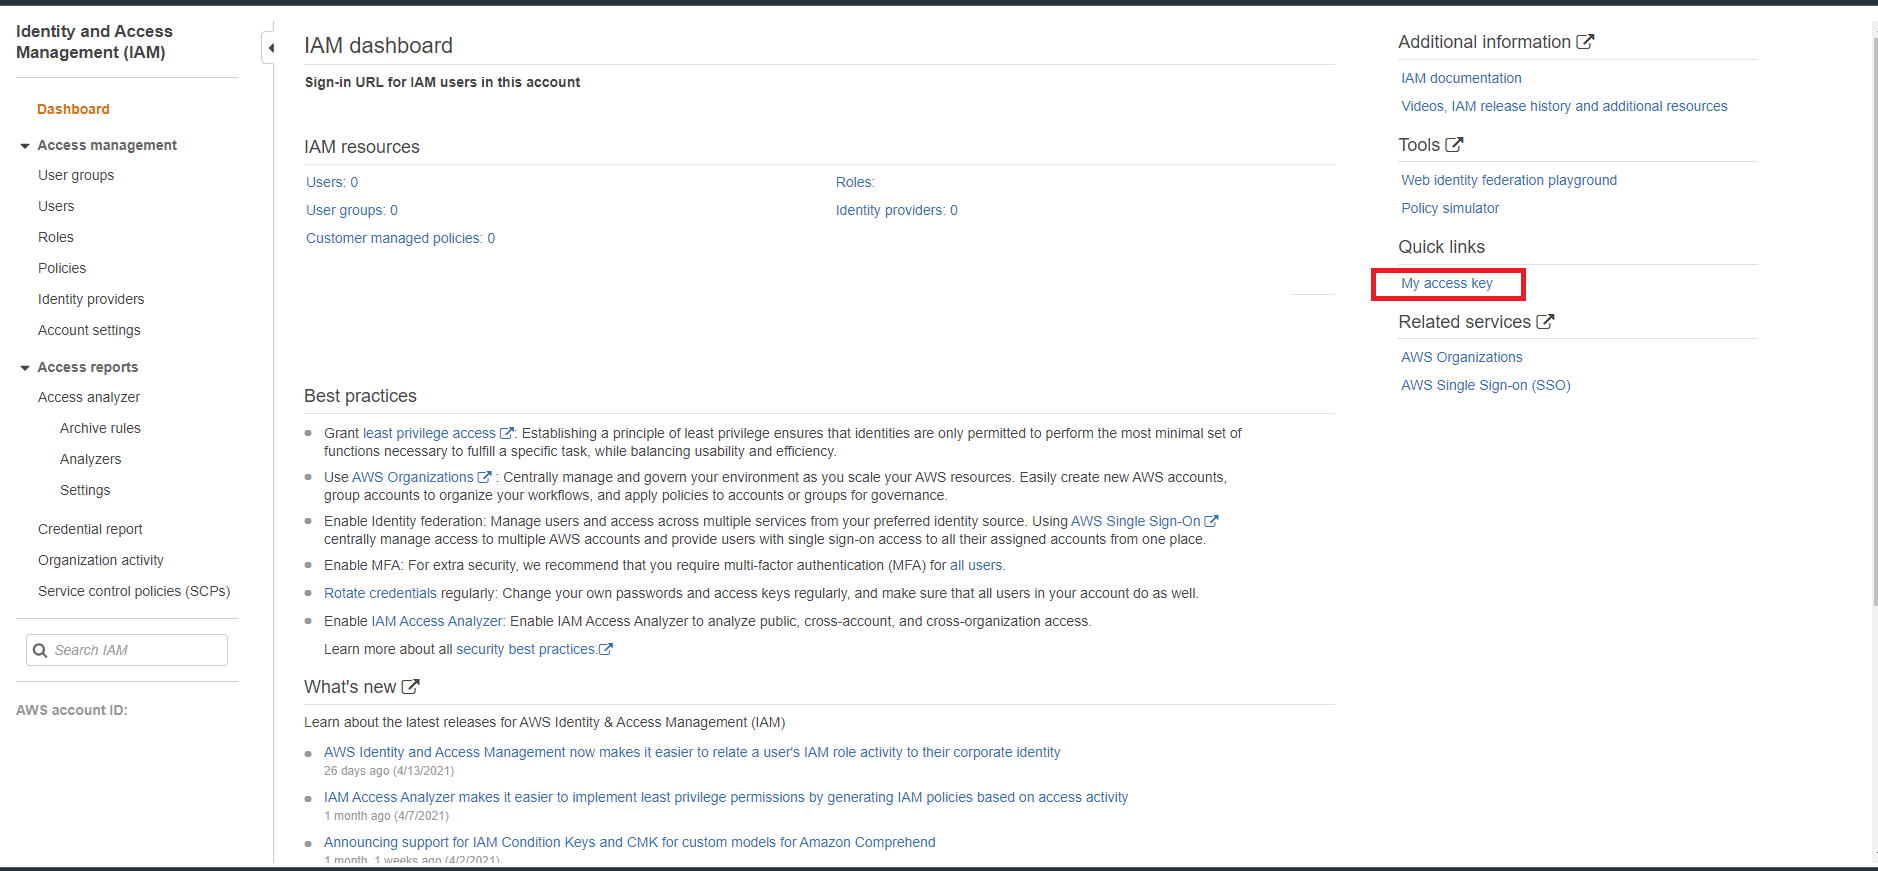 Identity and Access
Management (IAM)
Dashboard
Access management
User groups
Users
Roles
Policies
Identity providers
Account settings
Access reports
Access analyzer
Archive rules
Analyzers
Settings
Credential report
Organization activity
Service control policies (SCPs)
Search IAM
AWS account ID:
IAM dashboard
Sign-in URL for IAM users in this account
IAM resources
Users: 0
Roles:
User groups: 0
Identity providers: 0
Customer managed policies: 0
Best practices
Grant least privilege access : Establishing a principle of least privilege ensures that identities are only permitted to perform the most minimal set of
functions necessary to fulfill a specific task, while balancing usability and efficiency.
Use AWS Organizations : Centrally manage and govern your environment as you scale your AWS resources. Easily create new AWS accounts,
group accounts to organize your workflows, and apply policies to accounts or groups for governance.
Enable Identity federation: Manage users and access across multiple services from your preferred identity source. Using AWS Single Sign-On
centrally manage access to multiple AWS accounts and provide users with single sign-on access to all their assigned accounts from one place.
Enable MFA: For extra security, we recommend that you require multi-factor authentication (MFA) for all users.
Rotate credentials regularly: Change your own passwords and access keys regularly, and make sure that all users in your account do as well.
Enable IAM Access Analyzer: Enable IAM Access Analyzer to analyze public, cross-account, and cross-organization access.
Learn more about all security best practices.
What's new
Learn about the latest releases for AWS Identity & Access Management (IAM)
AWS Identity and Access Management now makes it easier to relate a user's IAM role activity to their corporate identity
26 days ago (4/13/2021)
IAM Access Analyzer makes it easier to implement least privilege permissions by generating IAM policies based on access activity
1 month ago (4/7/2021)
Announcing support for IAM Condition Keys and CMK for custom models for Amazon Comprehend
1 month, 1 weeks ago (4/2/2021)
Additional information
IAM documentation
Videos, IAM release history and additional resources
Tools
Web identity federation playground
Policy simulator
Quick links
My access key
Related services
AWS Organizations
AWS Single Sign-on (SSO)